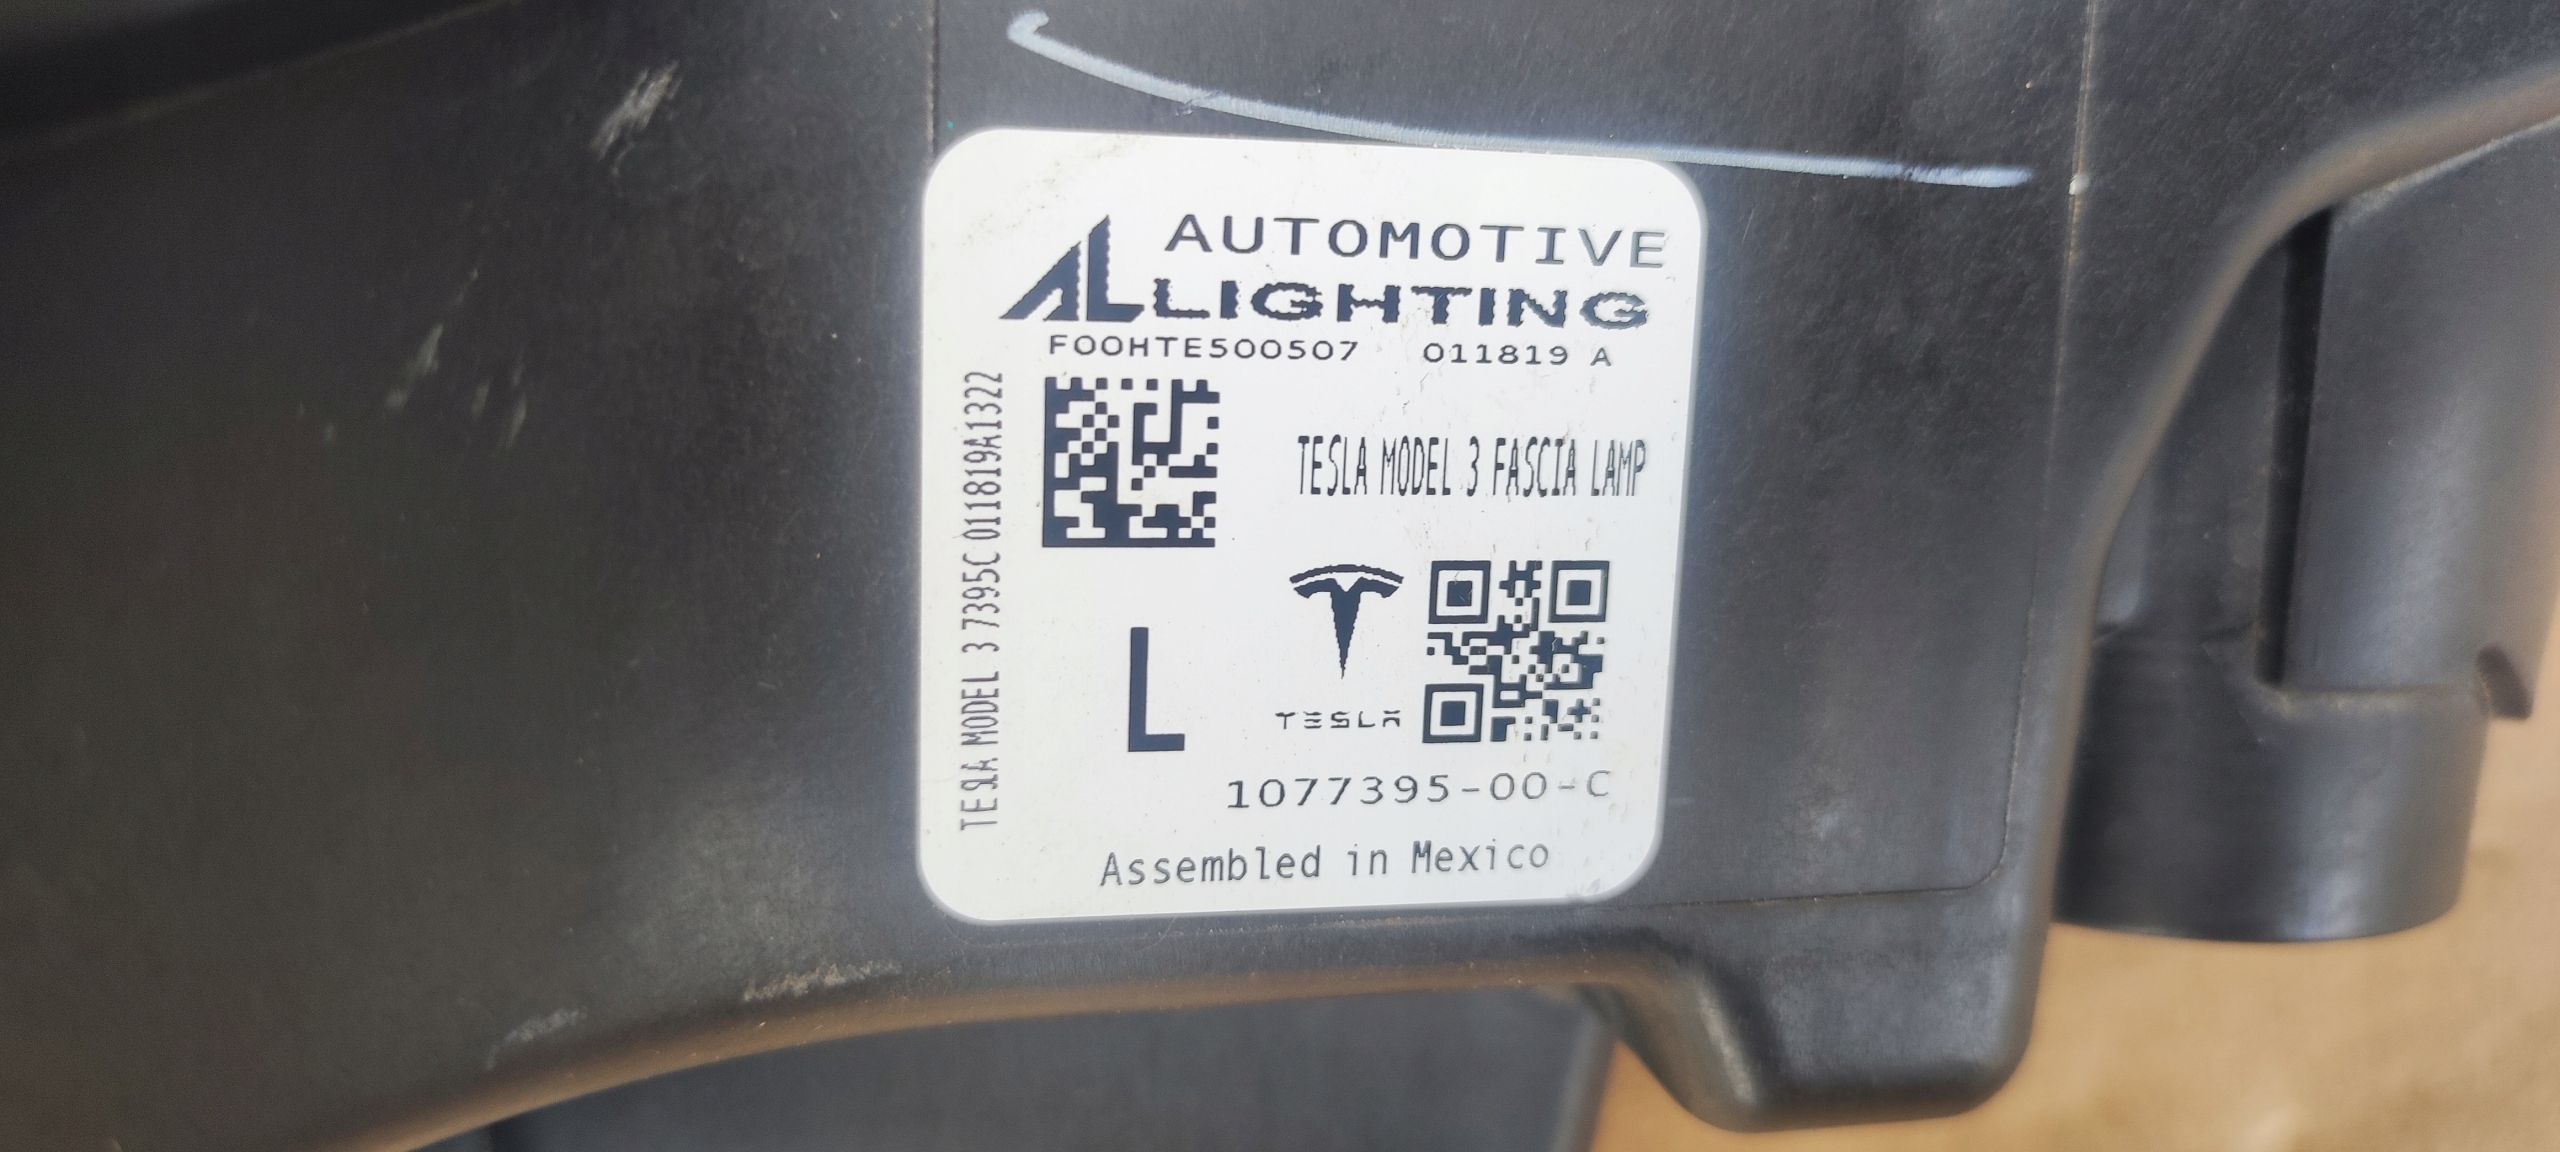 AUTOMOTIVE
AL LIGHTING
F00HTE500507 011819 A
TESLA MODEL 3 7395C 011819A1322
TESLA MODEL 3 FASCIA LAMP
L
TESLA
1077395-00-C
Assembled in Mexico